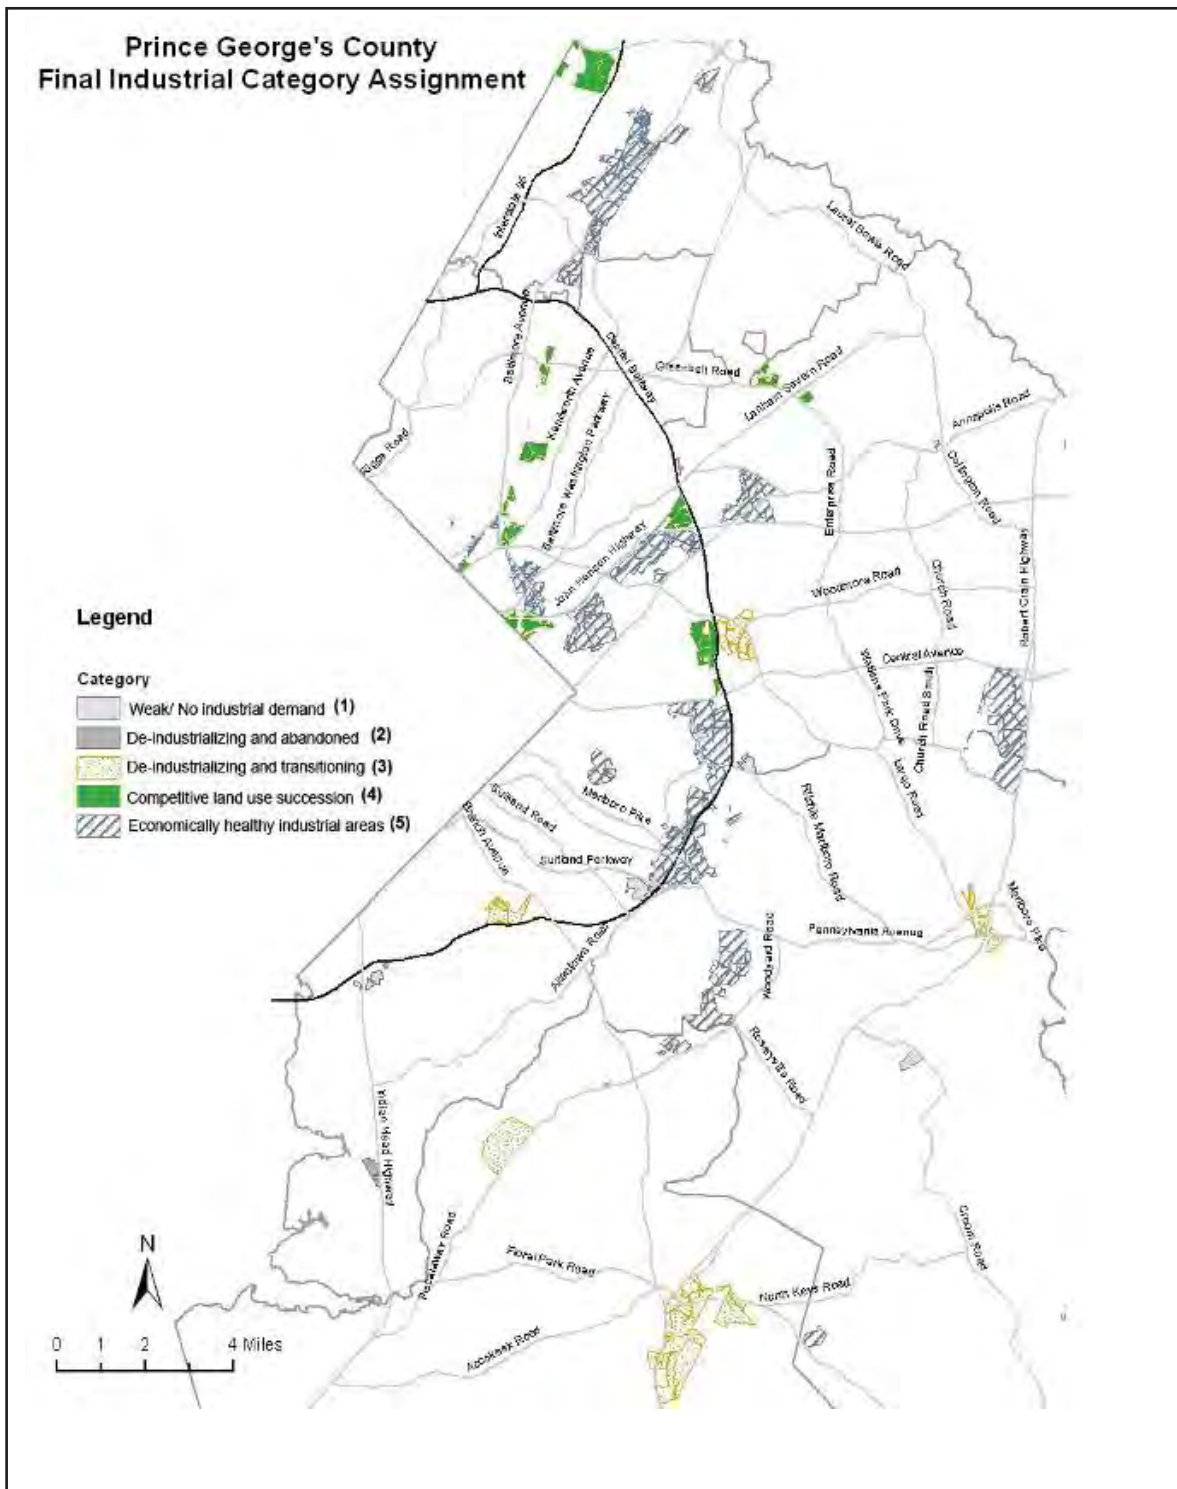 Prince George's County
Final Industrial Category Assignment
Interstate 95
Laurel Bowie Road
Baltimore Avenue
Kenilworth Avenue
Capital Beltway
Greenbelt Road
Lanham Severn Road
Annapolis Road
Riggs Road
Baltimore Washington Parkway
Enterprise Road
Collington Road
John Hanson Highway
Robert Crain Highway
Woodmore Road
Church Road
Central Avenue
Watkins Park Drive
Church Road South
Largo Road
Legend
Category
Weak/ No industrial demand (1)
De-industrializing and abandoned (2)
De-industrializing and transitioning (3)
Competitive land use succession (4)
Economically healthy industrial areas (5)
Marlboro Pike
Suitland Road
Branch Avenue
Suitland Parkway
Ritchie Marlboro Road
Marlboro Pike
Pennsylvania Avenue
Woodyard Road
Allentown Road
Rosaryville Road
Indian Head Highway
Piscataway Road
Floral Park Road
Croom Road
North Keys Road
Accokeek Road
N
0 1 2 4 Miles